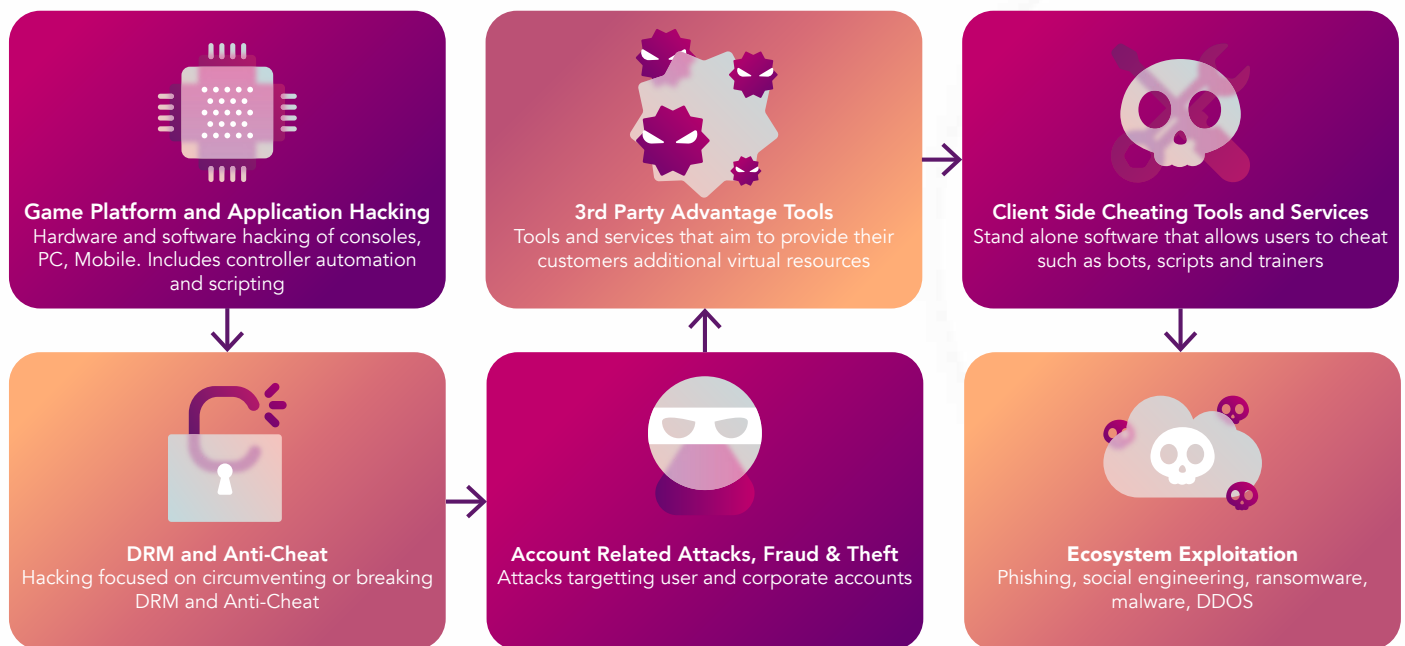 Game Platform and Application Hacking
Hardware and software hacking of consoles,
PC, Mobile. Includes controller automation
and scripting
DRM and Anti-Cheat
Hacking focused on circumventing or breaking
DRM and Anti-Cheat
Account Related Attacks, Fraud & Theft
Attacks targetting user and corporate accounts
3rd Party Advantage Tools
Tools and services that aim to provide their
customers additional virtual resources
Client Side Cheating Tools and Services
Stand alone software that allows users to cheat
such as bots, scripts and trainers
Ecosystem Exploitation
Phishing, social engineering, ransomware,
malware, DDOS